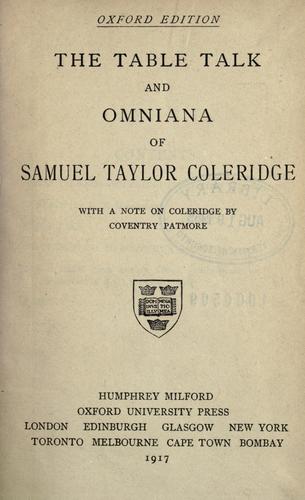 OXFORD EDITION
THE TABLE TALK
AND
OMNIANA
OF
SAMUEL TAYLOR COLERIDGE
WITH A NOTE ON COLERIDGE BY
COVENTRY PATMORE
HUMPHREY MILFORD
OXFORD UNIVERSITY PRESS
LONDON EDINBURGH GLASGOW NEW YORK
TORONTO MELBOURNE CAPE TOWN BOMBAY
1917